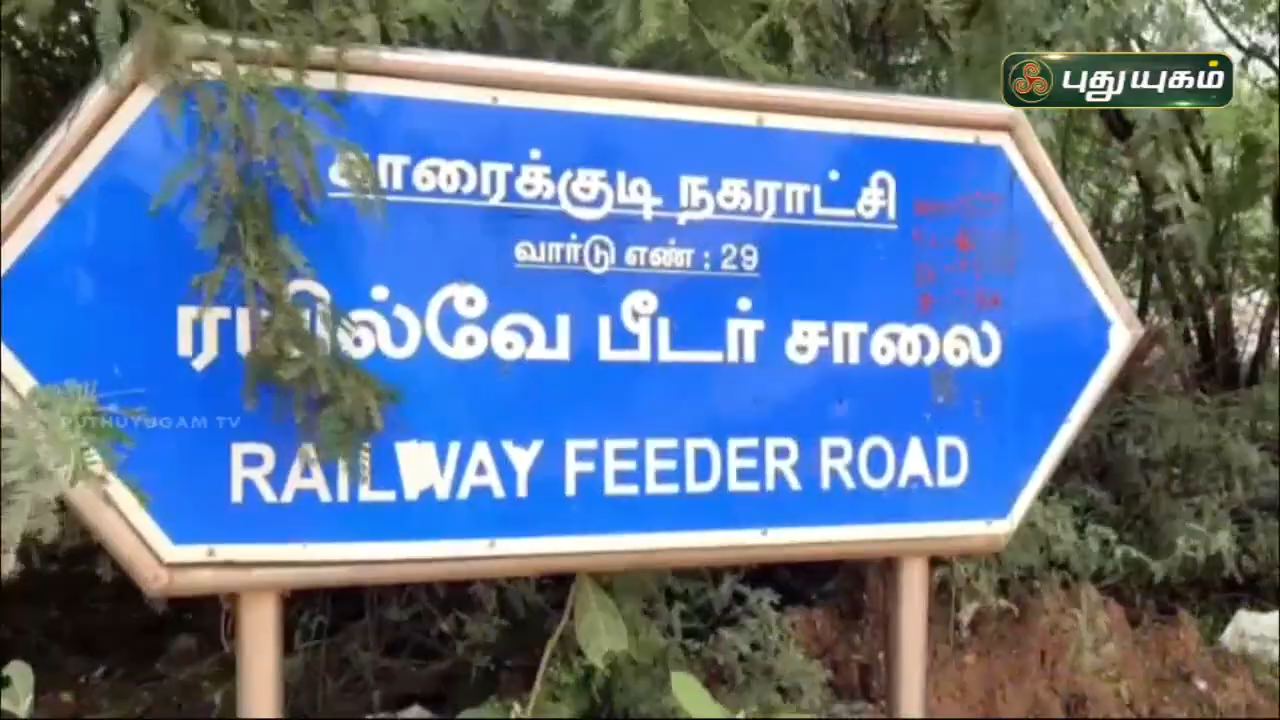 புதுயுகம்
காரைக்குடி நகராட்சி
வார்டு எண் : 29
ரயில்வே பீடர் சாலை
PUTHUYUGAM TV
RAILWAY FEEDER ROAD